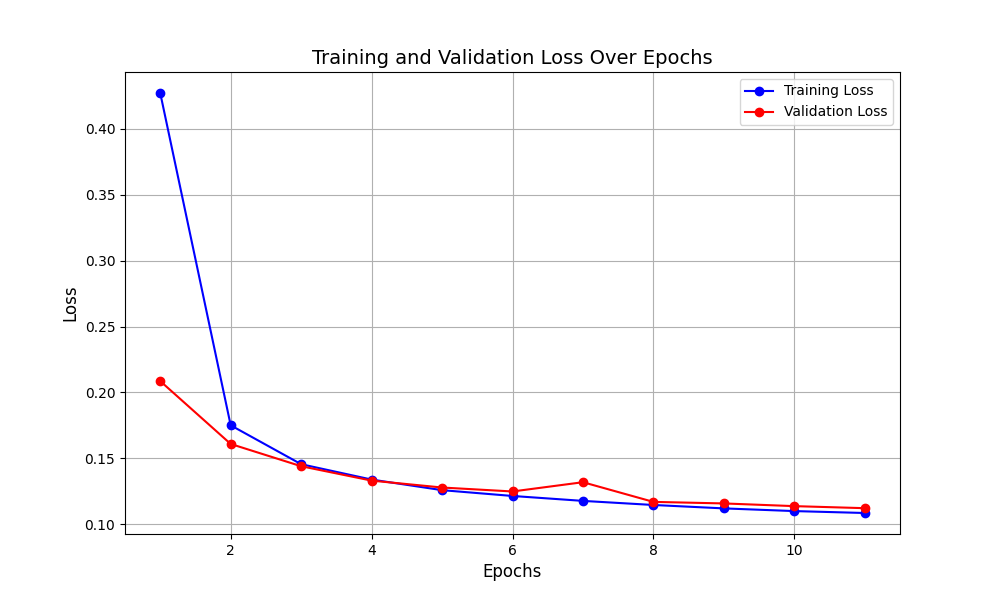 Training and Validation Loss Over Epochs
Training Loss
Validation Loss
0.40
0.35
0.30
0.25
0.20
0.15
0.10
Loss
2 4 6 8 10
Epochs